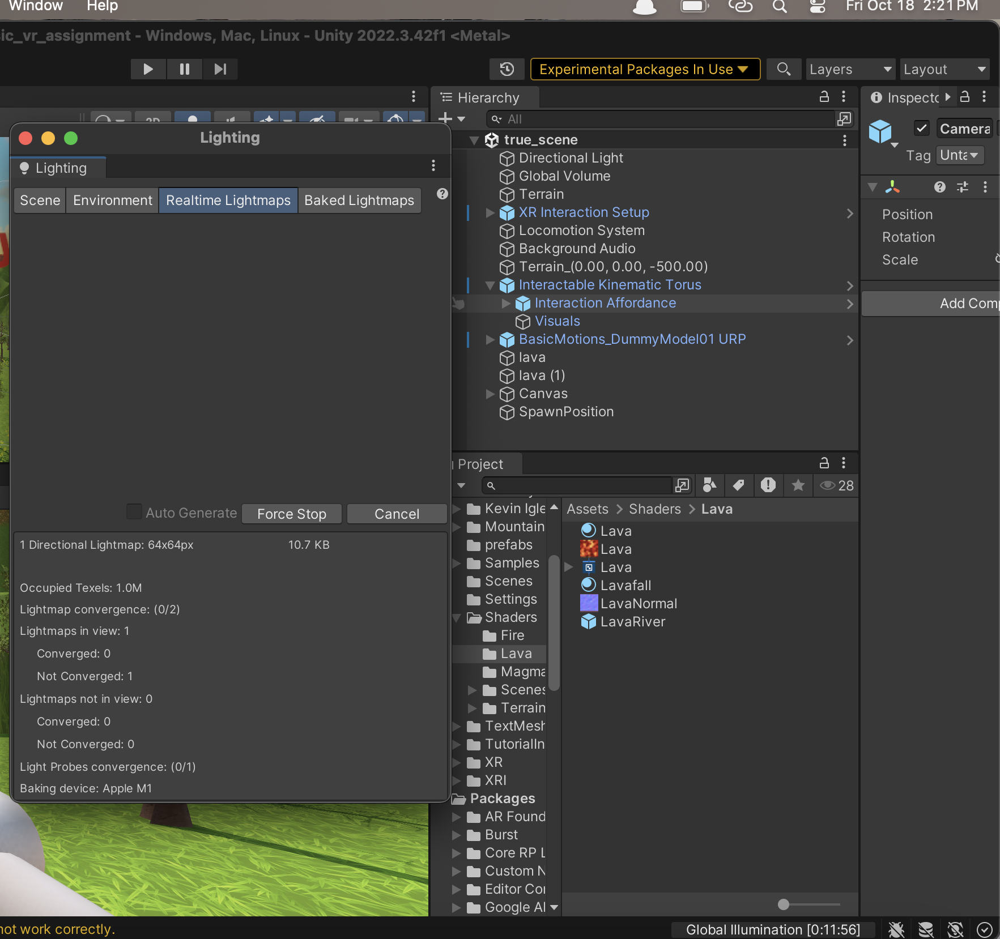 Window Help Fri Oct 18 2:21 PM
ic_vr_assignment - Windows, Mac, Linux - Unity 2022.3.42f1 <Metal>
Experimental Packages In Use Layers Layout
Hierarchy
All
true_scene
Directional Light
Global Volume
Terrain
XR Interaction Setup
Locomotion System
Background Audio
Terrain_(0.00, 0.00, -500.00)
Interactable Kinematic Torus
Interaction Affordance
Visuals
BasicMotions_DummyModel01 URP
lava
lava (1)
Canvas
SpawnPosition
Inspecto
Camera
Tag Unta
Position
Rotation
Scale
Add Comp
Lighting
Lighting
Scene Environment Realtime Lightmaps Baked Lightmaps
Auto Generate Force Stop Cancel
1 Directional Lightmap: 64x64px 10.7 KB
Occupied Texels: 1.0M
Lightmap convergence: (0/2)
Lightmaps in view: 1
Converged: 0
Not Converged: 1
Lightmaps not in view: 0
Converged: 0
Not Converged: 0
Light Probes convergence: (0/1)
Baking device: Apple M1
Project
28
Kevin Igle
Mountain
prefabs
Samples
Scenes
Settings
Shaders
Fire
Lava
Magma
Scenes
Terrain
TextMesh
TutorialIn
XR
XRI
Packages
AR Found
Burst
Core RP L
Custom N
Editor Cor
Google AI
Assets > Shaders > Lava
Lava
Lava
Lava
Lavafall
LavaNormal
LavaRiver
not work correctly.
Global Illumination [0:11:56]